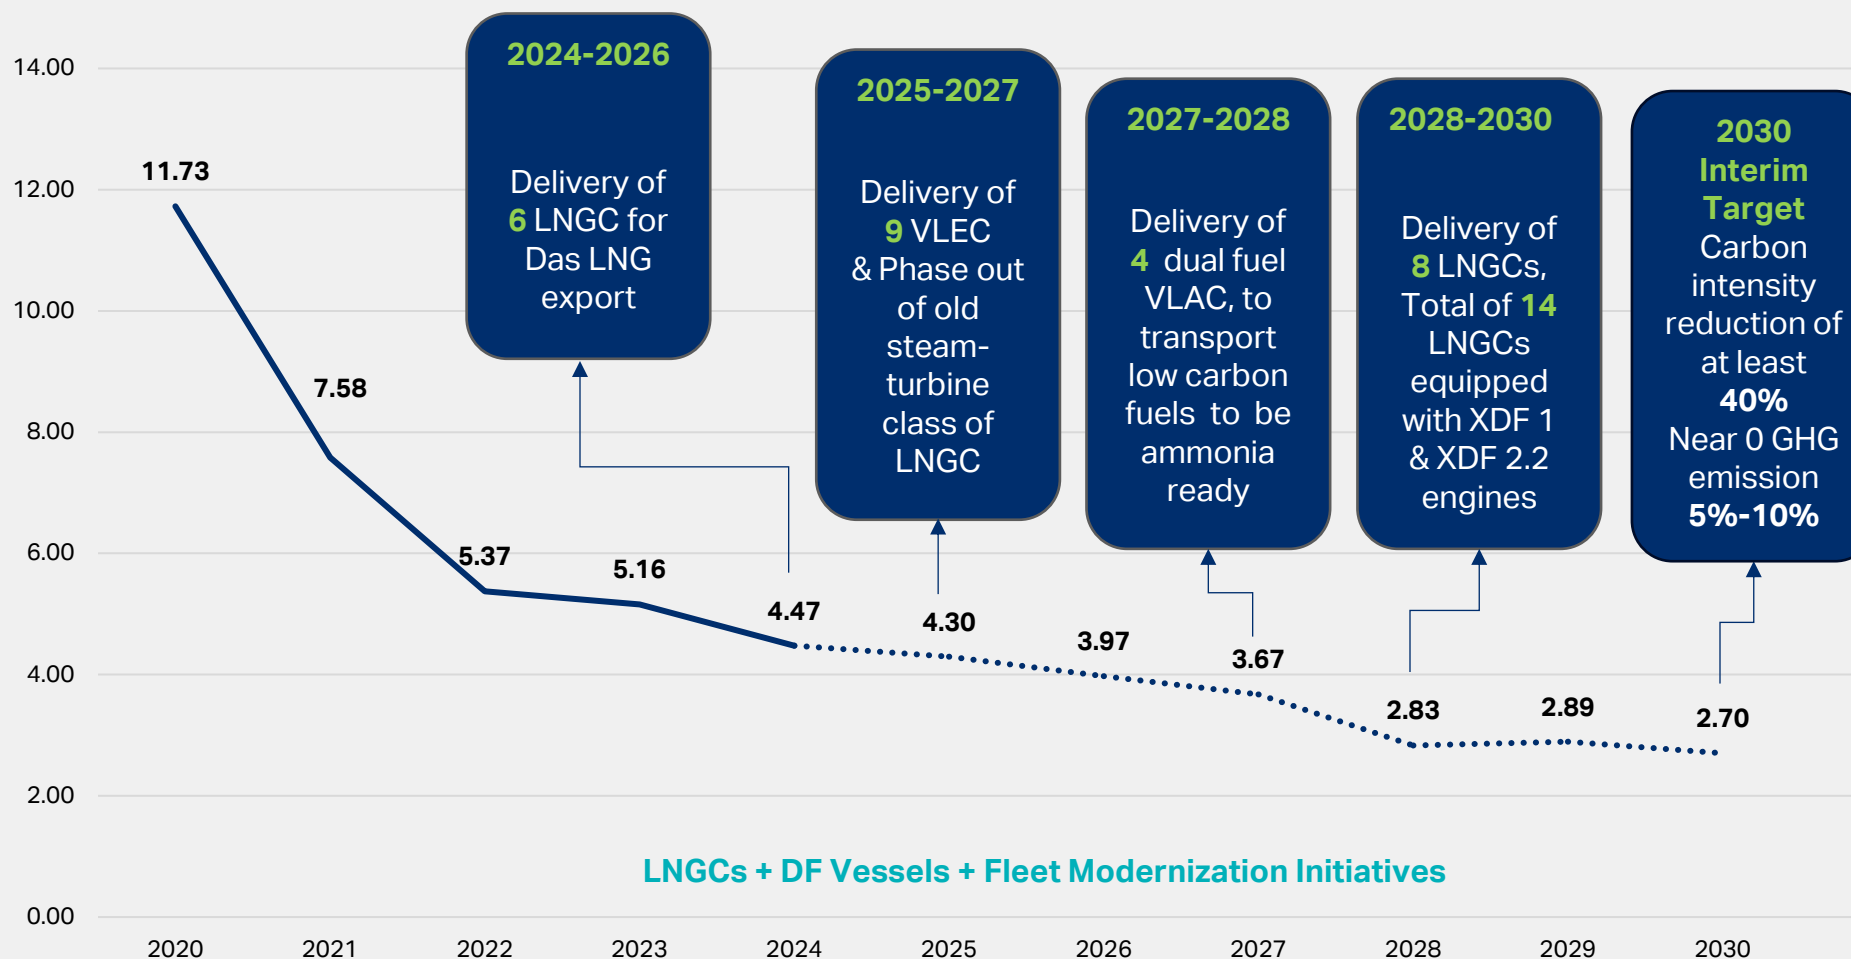 14.00
12.00
10.00
8.00
6.00
4.00
2.00
0.00
11.73
7.58
5.37
5.16
4.47
4.30
3.97
3.67
2.83
2.89
2.70
2024-2026
Delivery of
6 LNGC for
Das LNG
export
2025-2027
Delivery of
9 VLEC
& Phase out
of old
steam-
turbine
class of
LNGC
2027-2028
Delivery of
4 dual fuel
VLAC, to
transport
low carbon
fuels to be
ammonia
ready
2028-2030
Delivery of
8 LNGCs,
Total of 14
LNGCs
equipped
with XDF 1
& XDF 2.2
engines
2030
Interim
Target
Carbon
intensity
reduction of
at least
40%
Near 0 GHG
emission
5%-10%
LNGCs + DF Vessels + Fleet Modernization Initiatives
2020 2021 2022 2023 2024 2025 2026 2027 2028 2029 2030